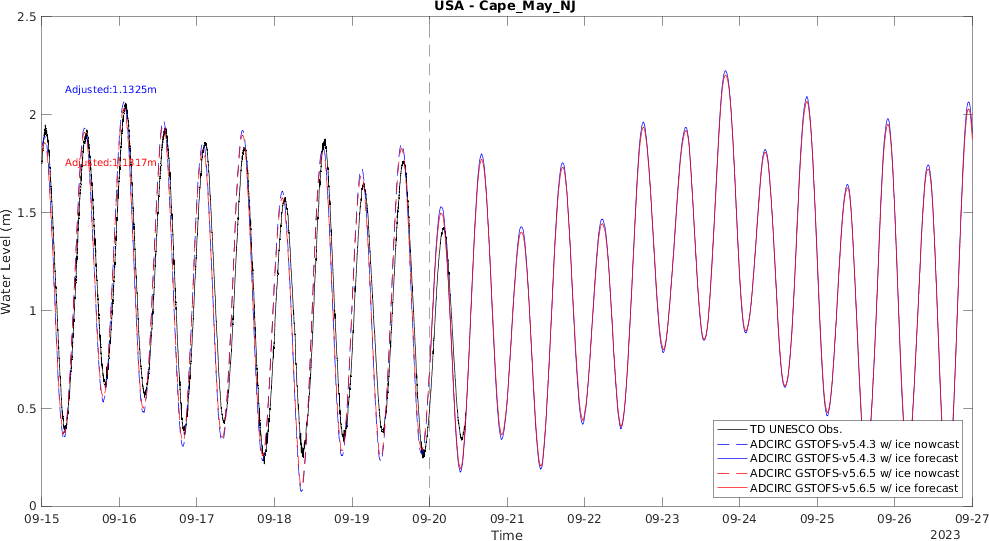 USA - Cape_May_NJ
2.5
2
1.5
1
0.5
0
Water Level (m)
Adjusted:1.1325m
Adjusted:1.1317m
TD UNESCO Obs.
ADCIRC GSTOFS-v5.4.3 w/ ice nowcast
ADCIRC GSTOFS-v5.4.3 w/ ice forecast
ADCIRC GSTOFS-v5.6.5 w/ ice nowcast
ADCIRC GSTOFS-v5.6.5 w/ ice forecast
09-15 09-16 09-17 09-18 09-19 09-20 09-21 09-22 09-23 09-24 09-25 09-26 09-27
Time
2023